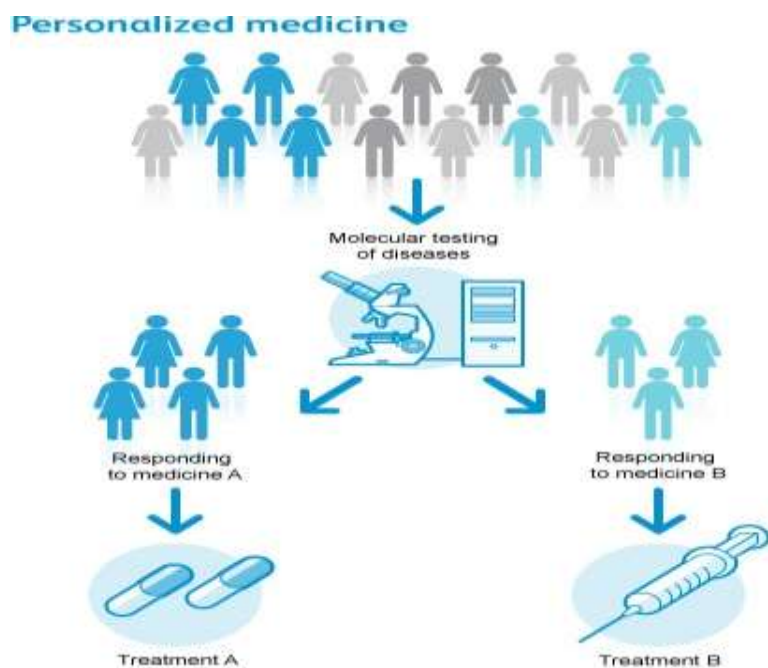 Personalized medicine
Molecular testing
of diseases
Responding
to medicine A
Responding
to medicine B
Treatment A
Treatment B